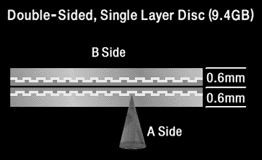 Double-Sided, Single Layer Disc (9.4GB)
B Side
0.6mm
0.6mm
A Side